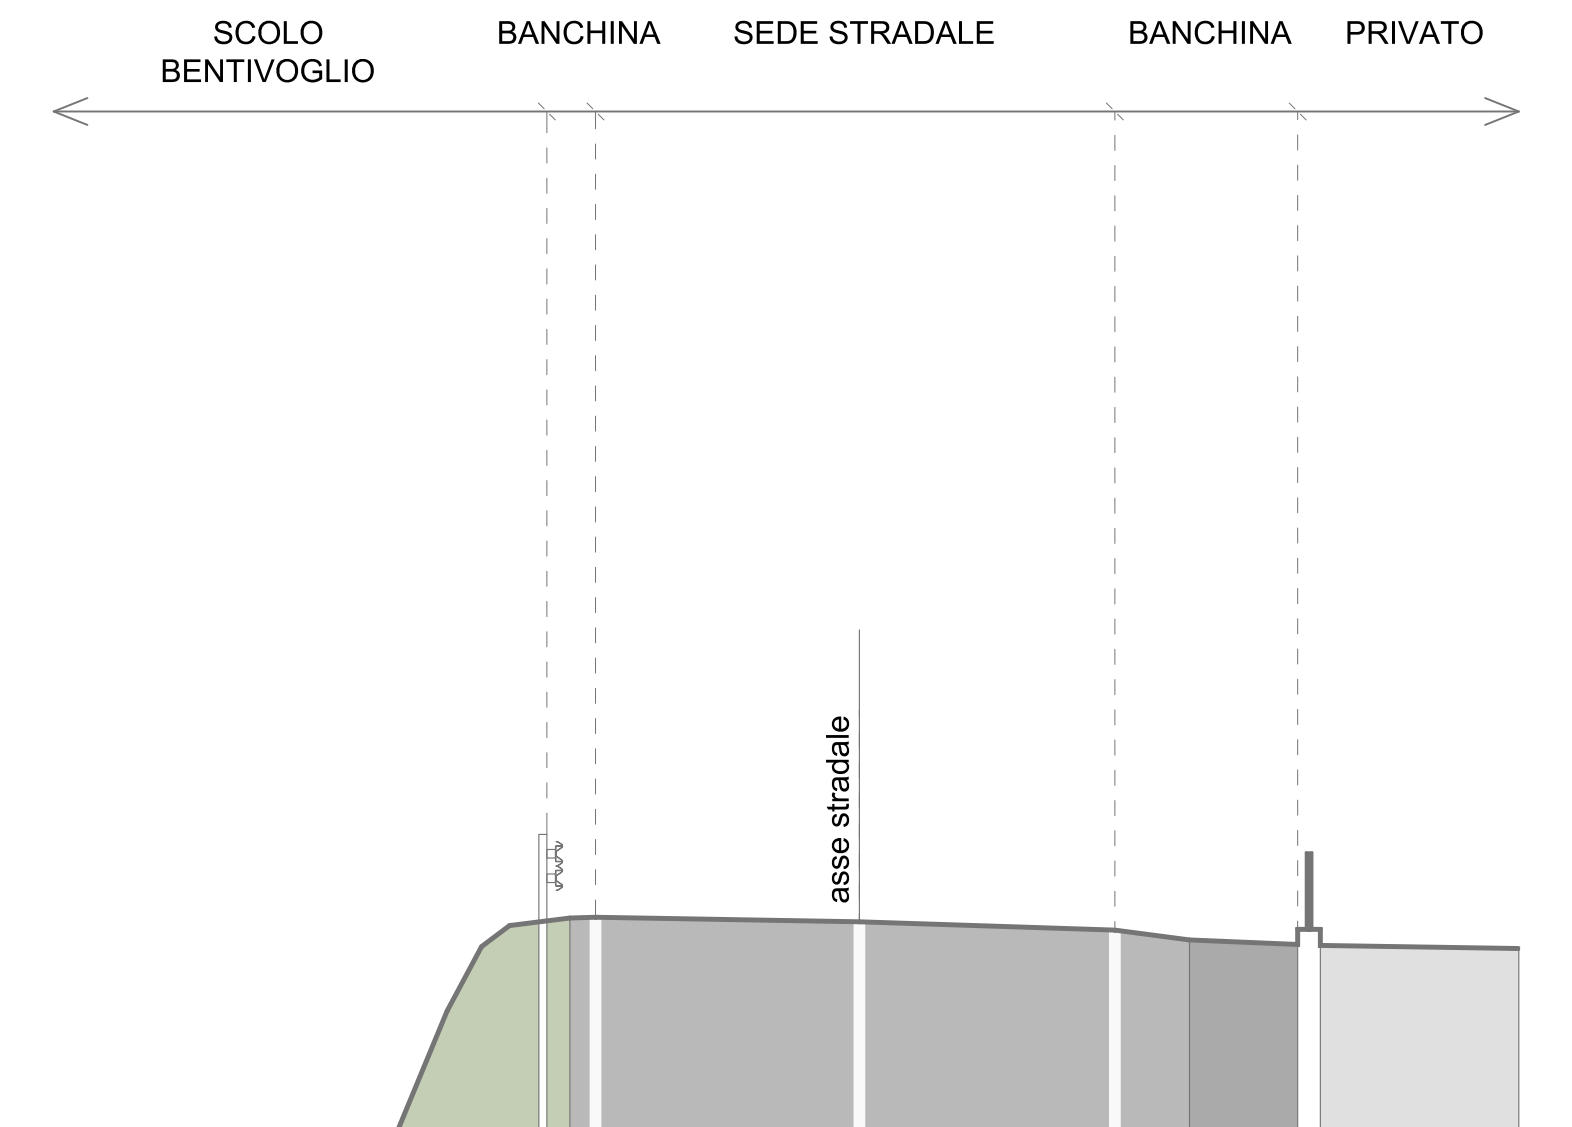 SCOLO
BENTIVOGLIO
BANCHINA
SEDE STRADALE
BANCHINA
PRIVATO
asse stradale